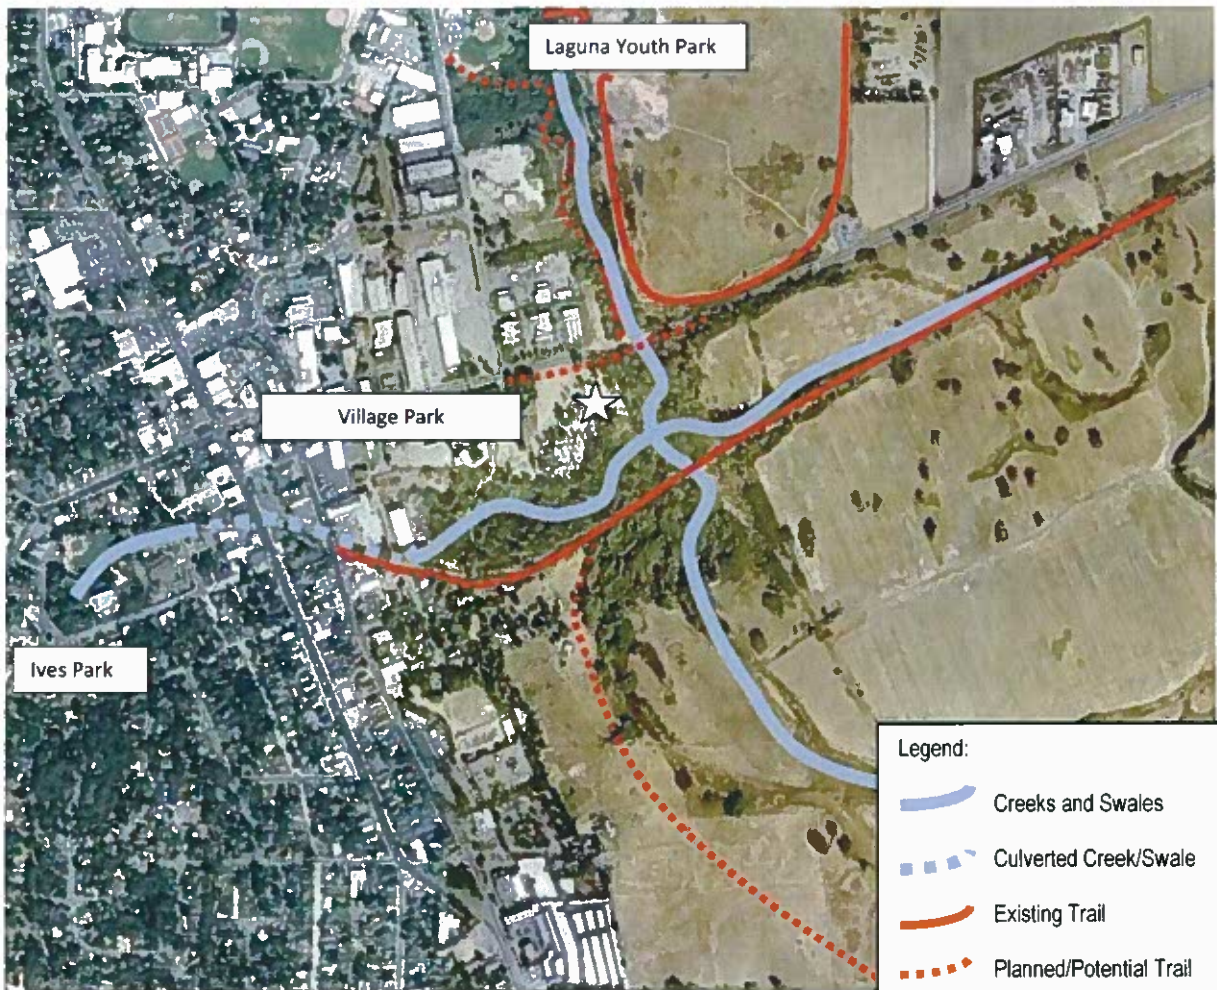 Laguna Youth Park
Village Park
Ives Park
Legend:
Creeks and Swales
Culverted Creek/Swale
Existing Trail
Planned/Potential Trail